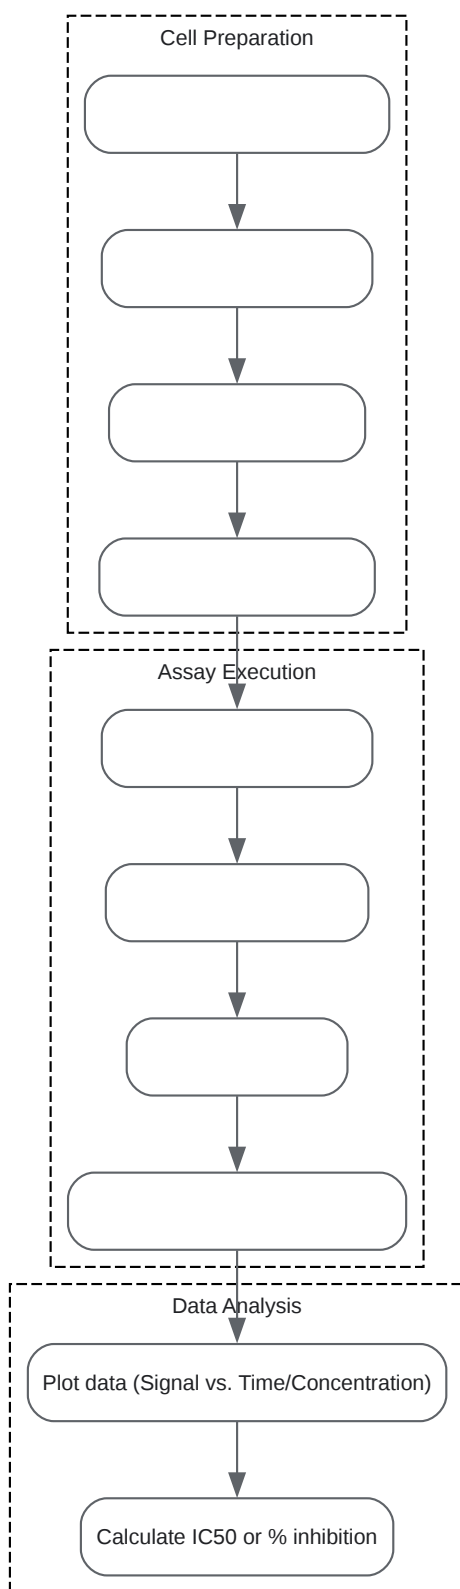 Cell Preparation
Assay Execution
Data Analysis
Plot data (Signal vs. Time/Concentration)
Calculate IC50 or % inhibition